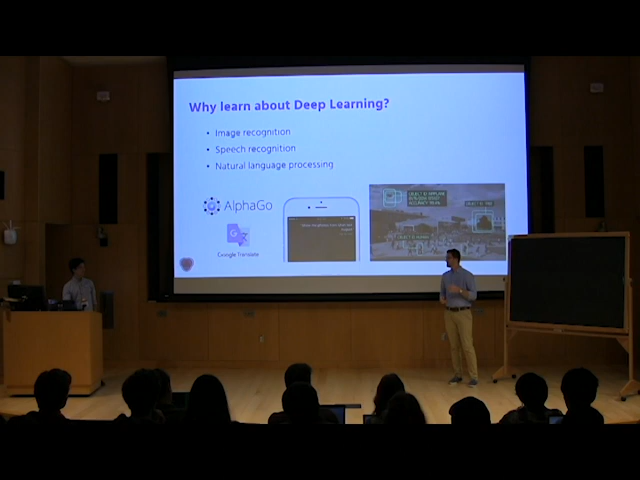 Why learn about Deep Learning?
• Image recognition
• Speech recognition
• Natural language processing
AlphaGo
Google Translate